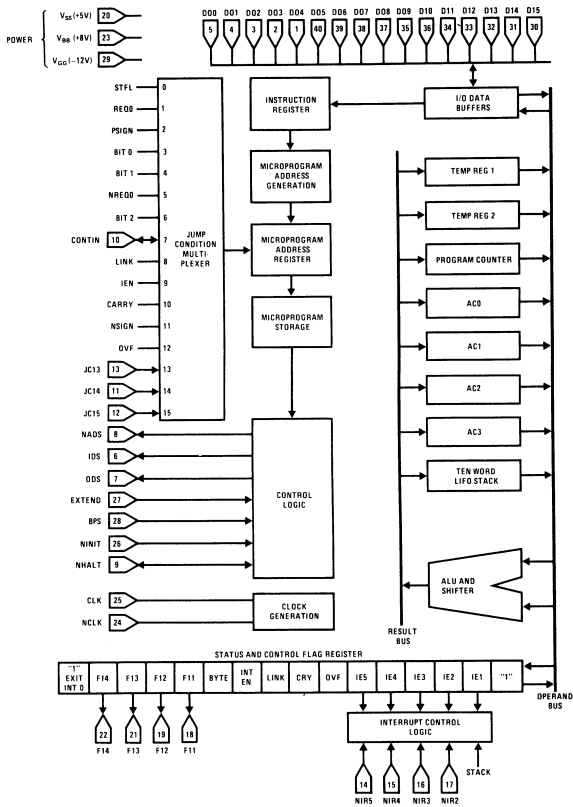 POWER
VSS (+5V) 20
VBB (+8V) 23
VGG (−12V) 29
DO0 DO1 DO2 DO3 DO4 DO5 DO6 DO7 DO8 DO9 D10 D11 D12 D13 D14 D15
5 4 3 2 1 40 39 38 37 35 36 34 33 32 31 30
STFL 0
REQ0 1
PSIGN 2
BIT 0 3
BIT 1 4
NREQ0 5
BIT 2 6
CONTIN 10 7
LINK 8
IEN 9
CARRY 10
NSIGN 11
OVF 12
JC13 13 13
JC14 11 14
JC15 12 15
JUMP
CONDITION
MULTI-
PLEXER
INSTRUCTION
REGISTER
I/O DATA
BUFFERS
MICROPROGRAM
ADDRESS
GENERATION
MICROPROGRAM
ADDRESS
REGISTER
MICROPROGRAM
STORAGE
TEMP REG 1
TEMP REG 2
PROGRAM COUNTER
AC0
AC1
AC2
AC3
TEN WORD
LIFO STACK
NADS 8
IDS 6
ODS 7
EXTEND 27
BPS 28
NINIT 26
NHALT 9
CONTROL
LOGIC
CLK 25
NCLK 24
CLOCK
GENERATION
ALU AND
SHIFTER
RESULT
BUS
STATUS AND CONTROL FLAG REGISTER
"1"
EXIT
INT 0
F14 F13 F12 F11 BYTE
INT
EN
LINK CRY OVF IE5 IE4 IE3 IE2 IE1 "1"
OPERAND
BUS
INTERRUPT CONTROL
LOGIC
22 21 19 18
F14 F13 F12 F11
14 15 16 17
STACK
NIR5 NIR4 NIR3 NIR2